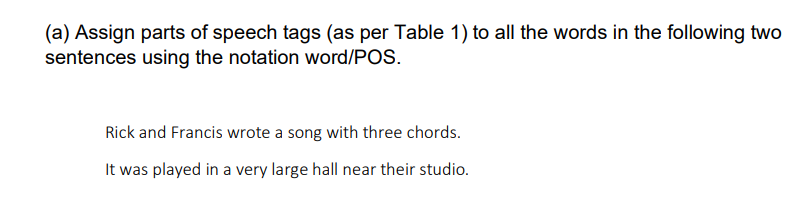 (a) Assign parts of speech tags (as per Table 1) to all the words in the following two
sentences using the notation word/POS.
Rick and Francis wrote a song with three chords.
It was played in a very large hall near their studio.